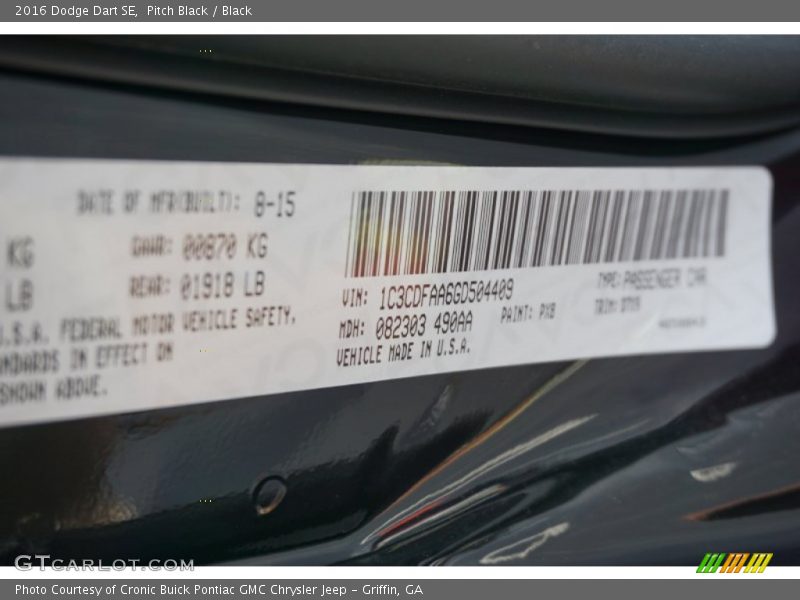 2016 Dodge Dart SE, Pitch Black / Black
DATE OF MFR(BUILT): 8-15
KG GAWR: 00870 KG
LB REAR: 01918 LB
U.S.A. FEDERAL MOTOR VEHICLE SAFETY.
NDARDS IN EFFECT ON
SHOWN ABOVE.
VIN: 1C3CDFAA6GD504409
TYPE: PASSENGER CAR
MDH: 082303 490AA
PAINT: PX8
TRIM:
VEHICLE MADE IN U.S.A.
GTCARLOT.COM
Photo Courtesy of Cronic Buick Pontiac GMC Chrysler Jeep - Griffin, GA